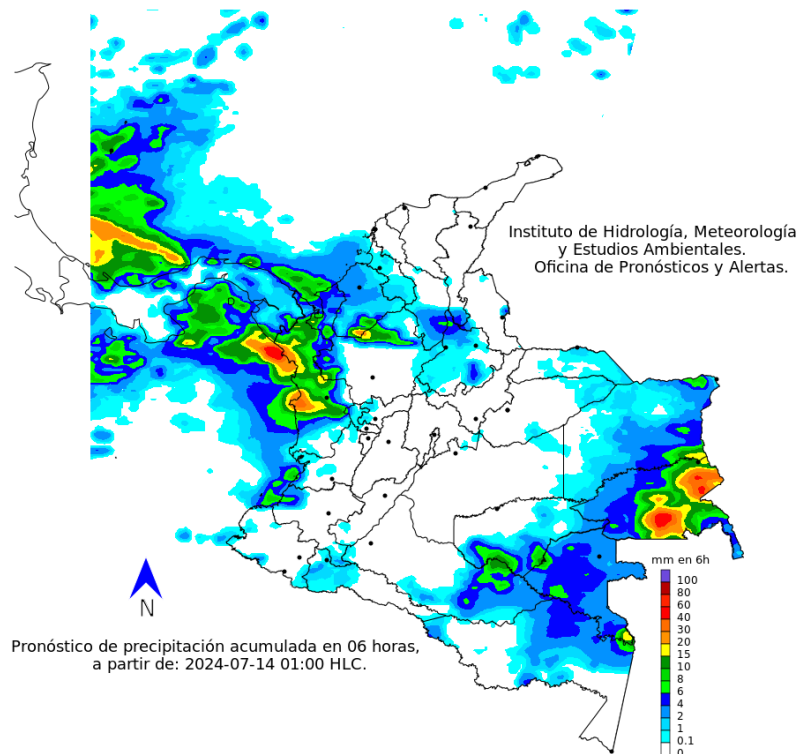 Instituto de Hidrología, Meteorología
y Estudios Ambientales.
Oficina de Pronósticos y Alertas.
mm en 6h
100
80
60
40
30
20
15
10
8
6
4
2
1
0.1
0
N
Pronóstico de precipitación acumulada en 06 horas,
a partir de: 2024-07-14 01:00 HLC.